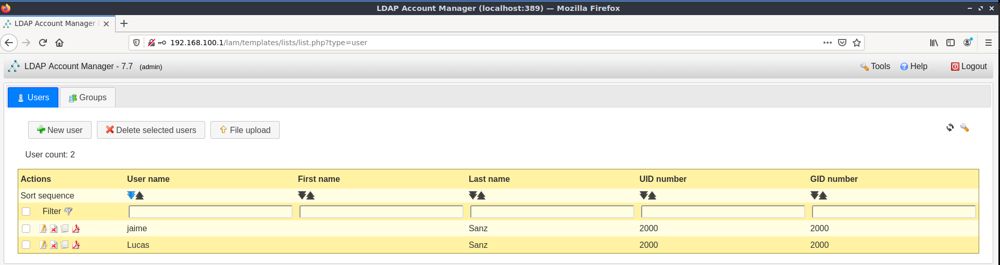 LDAP Account Manager (localhost:389) — Mozilla Firefox
LDAP Account Manager (
192.168.100.1/lam/templates/lists/list.php?type=user
LDAP Account Manager - 7.7 (admin) Tools Help Logout
Users Groups
New user Delete selected users File upload
User count: 2
Actions User name First name Last name UID number GID number
Sort sequence
Filter
jaime Sanz 2000 2000
Lucas Sanz 2000 2000